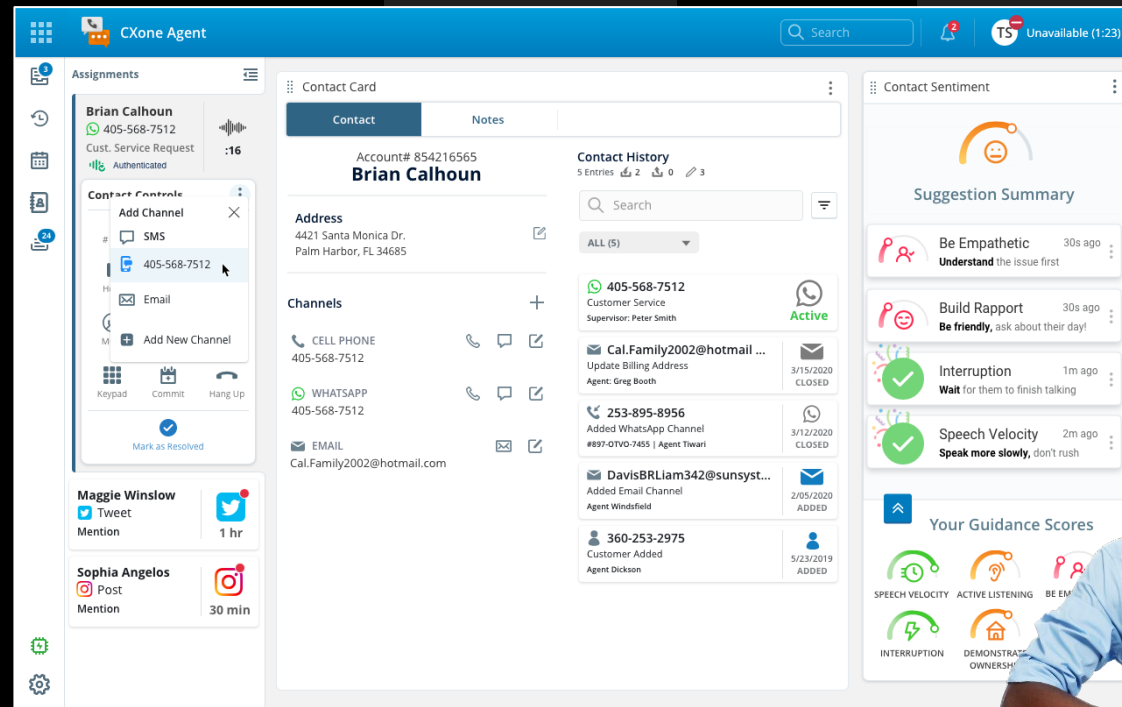 CXone Agent
Search
2
TS
Unavailable (1:23)
3
24
Assignments
Brian Calhoun
405-568-7512
Cust. Service Request
:16
Authenticated
Contact Controls
Add Channel
SMS
405-568-7512
Email
Add New Channel
Keypad
Commit
Hang Up
Mark as Resolved
Maggie Winslow
Tweet
Mention
1 hr
Sophia Angelos
Post
Mention
30 min
Contact Card
Contact
Notes
Account# 854216565
Brian Calhoun
Address
4421 Santa Monica Dr.
Palm Harbor, FL 34685
Channels
CELL PHONE
405-568-7512
WHATSAPP
405-568-7512
EMAIL
Cal.Family2002@hotmail.com
Contact History
5 Entries 2 0 3
Search
ALL (5)
405-568-7512
Customer Service
Supervisor: Peter Smith
Active
Cal.Family2002@hotmail ...
Update Billing Address
Agent: Greg Booth
3/15/2020
CLOSED
253-895-8956
Added WhatsApp Channel
#897-OTVO-7455 | Agent Tiwari
3/12/2020
CLOSED
DavisBRLiam342@sunsyst...
Added Email Channel
Agent Windsfield
2/05/2020
ADDED
360-253-2975
Customer Added
Agent Dickson
5/23/2019
ADDED
Contact Sentiment
Suggestion Summary
Be Empathetic
30s ago
Understand the issue first
Build Rapport
30s ago
Be friendly, ask about their day!
Interruption
1m ago
Wait for them to finish talking
Speech Velocity
2m ago
Speak more slowly, don't rush
Your Guidance Scores
SPEECH VELOCITY
ACTIVE LISTENING
BE
INTERRUPTION
DEMONSTRATE